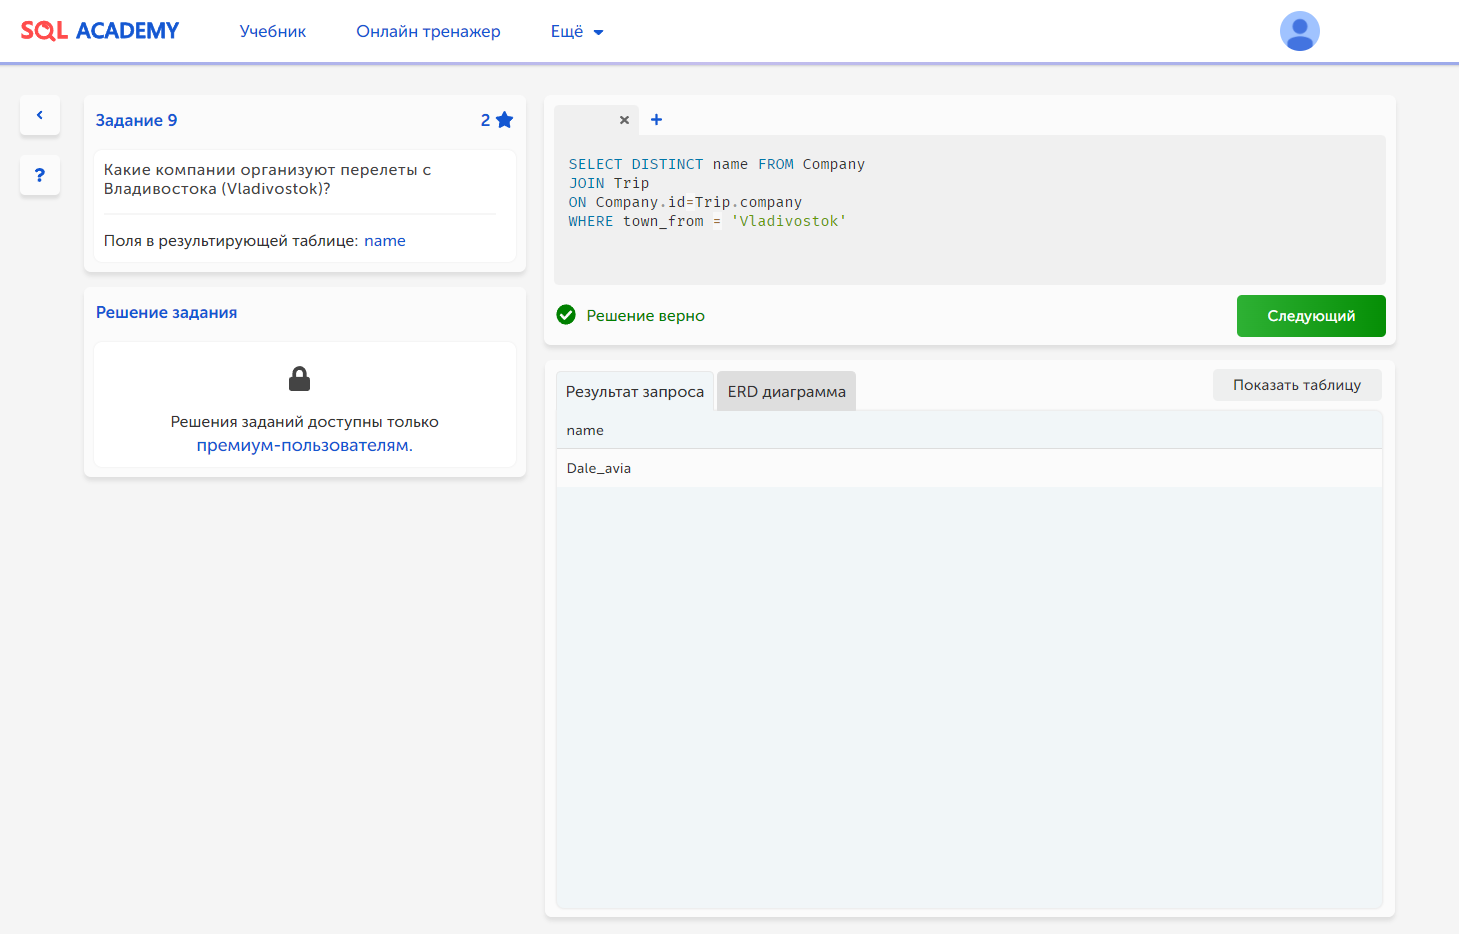 SQL ACADEMY
Учебник
Онлайн тренажер
Ещё
Задание 9
2
Какие компании организуют перелеты с
Владивостока (Vladivostok)?
Поля в результирующей таблице: name
Решение задания
Решения заданий доступны только
премиум-пользователям.
SELECT DISTINCT name FROM Company
JOIN Trip
ON Company.id=Trip.company
WHERE town_from = 'Vladivostok'
Решение верно
Следующий
Результат запроса
ERD диаграмма
Показать таблицу
name
Dale_avia